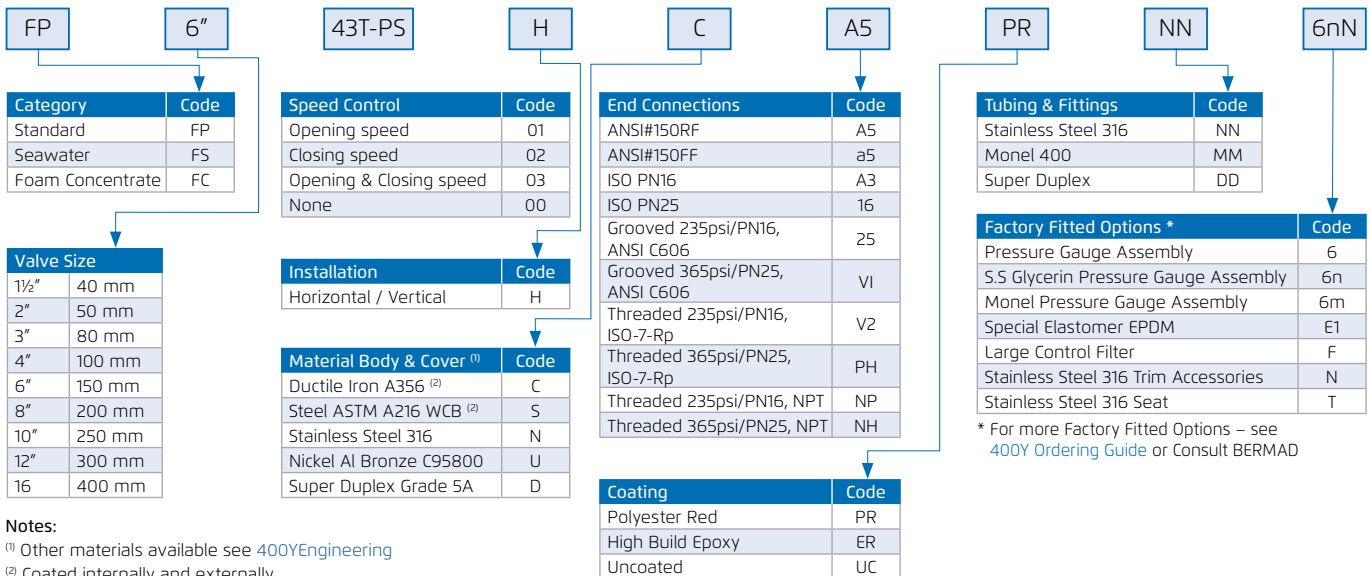 FP 6” 43T-PS H C A5 PR NN 6nN
Category Code
Standard FP
Seawater FS
Foam Concentrate FC
Valve Size
1½” 40 mm
2” 50 mm
3” 80 mm
4” 100 mm
6” 150 mm
8” 200 mm
10” 250 mm
12” 300 mm
16 400 mm
Speed Control Code
Opening speed 01
Closing speed 02
Opening & Closing speed 03
None 00
Installation Code
Horizontal / Vertical H
Material Body & Cover (1) Code
Ductile Iron A356 (2) C
Steel ASTM A216 WCB (2) S
Stainless Steel 316 N
Nickel Al Bronze C95800 U
Super Duplex Grade 5A D
End Connections Code
ANSI#150RF A5
ANSI#150FF a5
ISO PN16 A3
ISO PN25 16
Grooved 235psi/PN16,
ANSI C606 25
Grooved 365psi/PN25,
ANSI C606 VI
Threaded 235psi/PN16,
ISO-7-Rp V2
Threaded 365psi/PN25,
ISO-7-Rp PH
Threaded 235psi/PN16, NPT NP
Threaded 365psi/PN25, NPT NH
Coating Code
Polyester Red PR
High Build Epoxy ER
Uncoated UC
Tubing & Fittings Code
Stainless Steel 316 NN
Monel 400 MM
Super Duplex DD
Factory Fitted Options * Code
Pressure Gauge Assembly 6
S.S Glycerin Pressure Gauge Assembly 6n
Monel Pressure Gauge Assembly 6m
Special Elastomer EPDM E1
Large Control Filter F
Stainless Steel 316 Trim Accessories N
Stainless Steel 316 Seat T
* For more Factory Fitted Options – see
400Y Ordering Guide or Consult BERMAD
Notes:
(1) Other materials available see 400YEngineering
(2) Coated internally and externally